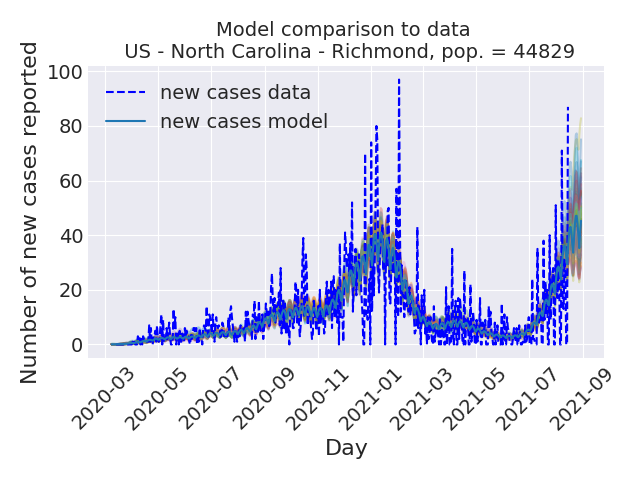 Model comparison to data
US - North Carolina - Richmond, pop. = 44829
Number of new cases reported
100
80
60
40
20
0
new cases data
new cases model
2020-03
2020-05
2020-07
2020-09
2020-11
2021-01
2021-03
2021-05
2021-07
2021-09
Day